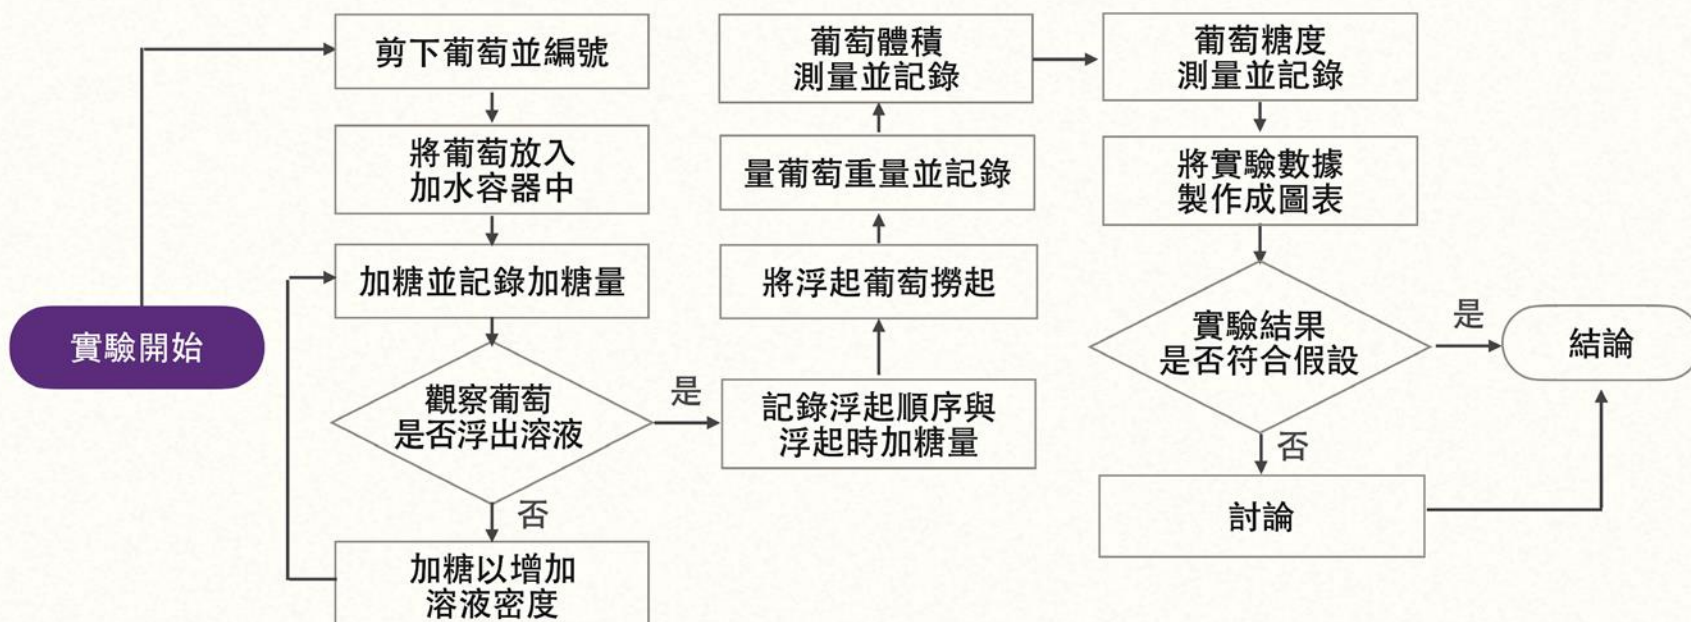 實驗開始
剪下葡萄並編號
將葡萄放入
加水容器中
加糖並記錄加糖量
觀察葡萄
是否浮出溶液
否
加糖以增加
溶液密度
是
記錄浮起順序與
浮起時加糖量
將浮起葡萄撈起
量葡萄重量並記錄
葡萄體積
測量並記錄
葡萄糖度
測量並記錄
將實驗數據
製作成圖表
實驗結果
是否符合假設
是
否
討論
結論